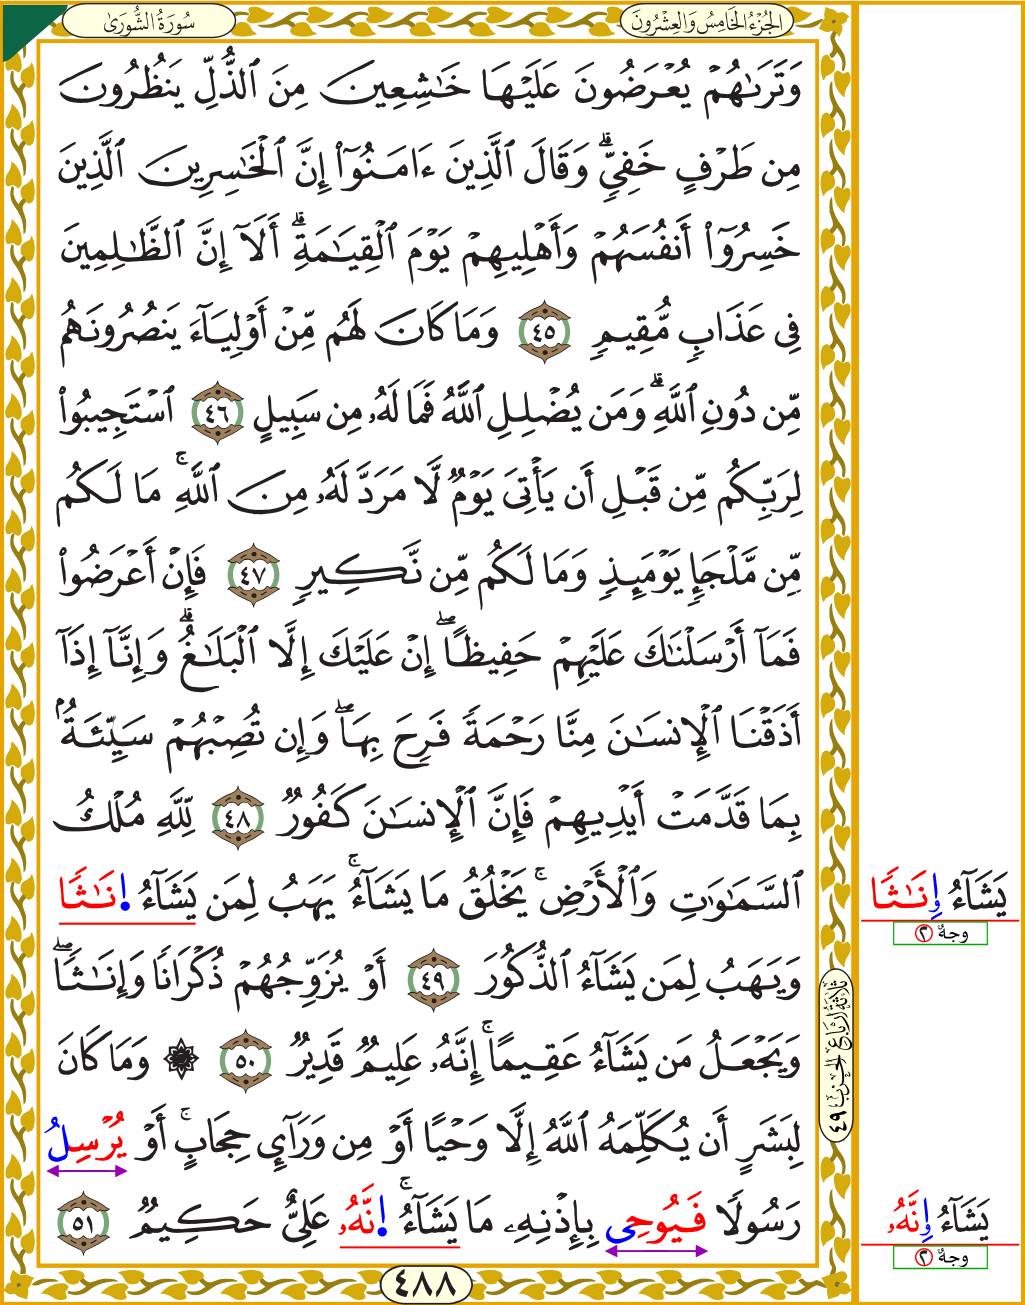 الجُزْءُ الخَامِسُ وَالعِشْرُونَ
سُورَةُ الشُّورَىٰ
وَتَرَىٰهُمْ يُعْرَضُونَ عَلَيْهَا خَٰشِعِينَ مِنَ ٱلذُّلِّ يَنظُرُونَ
مِن طَرْفٍ خَفِيٍّۗ وَقَالَ ٱلَّذِينَ ءَامَنُوٓا۟ إِنَّ ٱلْخَٰسِرِينَ ٱلَّذِينَ
خَسِرُوٓا۟ أَنفُسَهُمْ وَأَهْلِيهِمْ يَوْمَ ٱلْقِيَٰمَةِۗ أَلَآ إِنَّ ٱلظَّٰلِمِينَ
فِى عَذَابٍ مُّقِيمٍ ٤٥ وَمَا كَانَ لَهُم مِّنْ أَوْلِيَآءَ يَنصُرُونَهُم
مِّن دُونِ ٱللَّهِۗ وَمَن يُضْلِلِ ٱللَّهُ فَمَا لَهُۥ مِن سَبِيلٍ ٤٦ ٱسْتَجِيبُوا۟
لِرَبِّكُم مِّن قَبْلِ أَن يَأْتِىَ يَوْمٌ لَّا مَرَدَّ لَهُۥ مِنَ ٱللَّهِۚ مَا لَكُم
مِّن مَّلْجَإٍ يَوْمَئِذٍ وَمَا لَكُم مِّن نَّكِيرٍ ٤٧ فَإِنْ أَعْرَضُوا۟
فَمَآ أَرْسَلْنَٰكَ عَلَيْهِمْ حَفِيظًاۖ إِنْ عَلَيْكَ إِلَّا ٱلْبَلَٰغُۗ وَإِنَّآ إِذَآ
أَذَقْنَا ٱلْإِنسَٰنَ مِنَّا رَحْمَةً فَرِحَ بِهَاۖ وَإِن تُصِبْهُمْ سَيِّئَةٌۢ
بِمَا قَدَّمَتْ أَيْدِيهِمْ فَإِنَّ ٱلْإِنسَٰنَ كَفُورٌ ٤٨ لِّلَّهِ مُلْكُ
ٱلسَّمَٰوَٰتِ وَٱلْأَرْضِۚ يَخْلُقُ مَا يَشَآءُۚ يَهَبُ لِمَن يَشَآءُ ا۪نَٰثًا
يَشَآءُ وِنَٰثًا
وجهٌ ٢
وَيَهَبُ لِمَن يَشَآءُ ٱلذُّكُورَ ٤٩ أَوْ يُزَوِّجُهُمْ ذُكْرَانًا وَإِنَٰثًاۖ
وَيَجْعَلُ مَن يَشَآءُ عَقِيمًاۚ إِنَّهُۥ عَلِيمٌ قَدِيرٌ ٥٠ ۞ وَمَا كَانَ
ثلاثة أرباع الحزب ٤٩
لِبَشَرٍ أَن يُكَلِّمَهُ ٱللَّهُ إِلَّا وَحْيًا أَوْ مِن وَرَآئِ حِجَابٍۚ أَوْ يُرْسِلُ
رَسُولًا فَيُوحِى بِإِذْنِهِۦ مَا يَشَآءُۚ ا۪نَّهُۥ عَلِىٌّ حَكِيمٌ ٥١
يَشَآءُ وِنَّهُۥ
وجهٌ ٢
٤٨٨